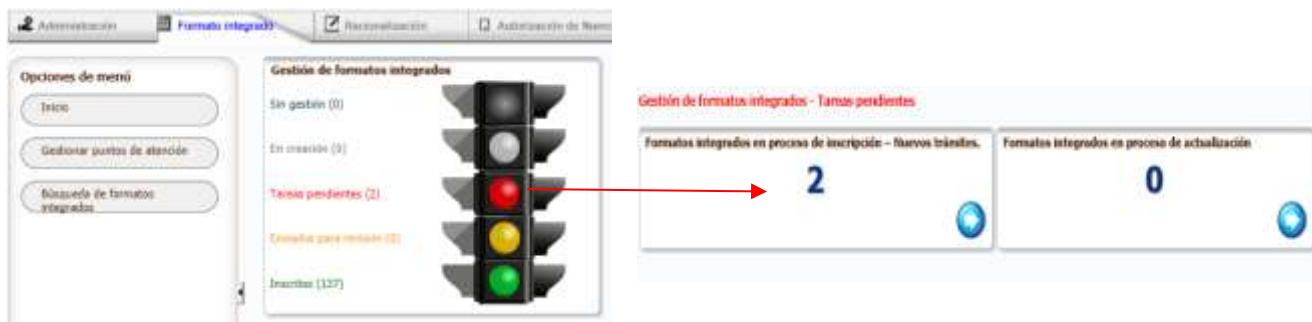 Administración
Formato integrado
Racionalización
Autorización de Nuev
Opciones de menú
Inicio
Gestionar puntos de atención
Búsqueda de formatos
integrados
Gestión de formatos integrados
Sin gestión (0)
En creación (0)
Tareas pendientes (2)
Enviados para revisión (0)
Inscritos (137)
Gestión de formatos integrados - Tareas pendientes
Formatos integrados en proceso de inscripción – Nuevos trámites.
2
Formatos integrados en proceso de actualización
0